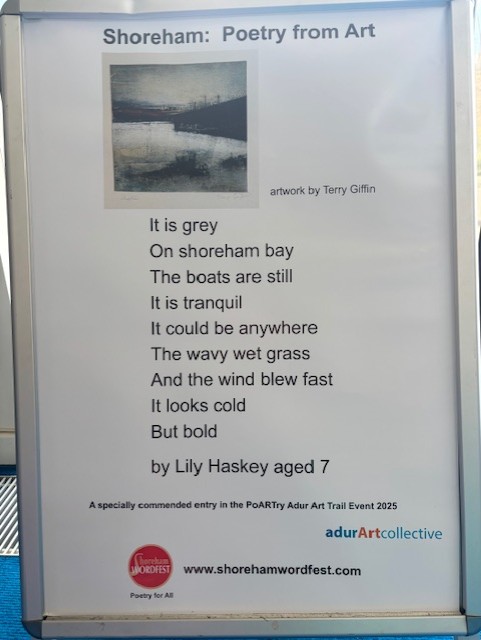 Shoreham: Poetry from Art
artwork by Terry Giffin
It is grey
On shoreham bay
The boats are still
It is tranquil
It could be anywhere
The wavy wet grass
And the wind blew fast
It looks cold
But bold
by Lily Haskey aged 7
A specially commended entry in the PoARTry Adur Art Trail Event 2025
adurArtcollective
Shoreham
WORDFEST
www.shorehamwordfest.com
Poetry for All